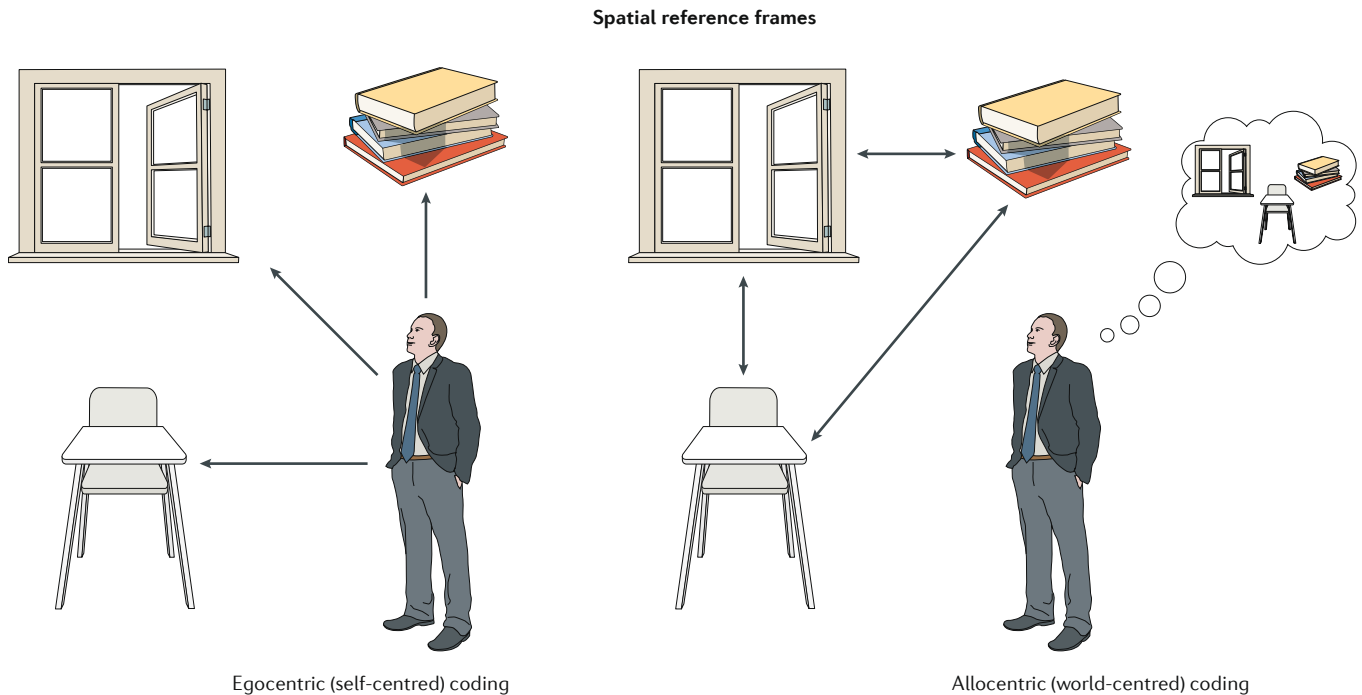 Spatial reference frames
Egocentric (self-centred) coding
Allocentric (world-centred) coding